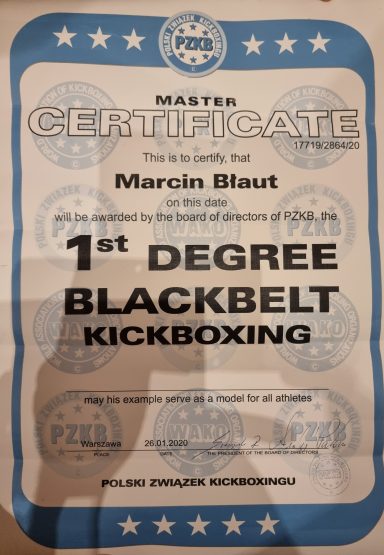 POLSKI ZWIĄZEK KICKBOXINGU
PZKB
MASTER
CERTIFICATE
17719/2864/20
This is to certify, that
Marcin Błaut
on this date
will be awarded by the board of directors of PZKB, the
1st DEGREE
BLACKBELT
KICKBOXING
may his example serve as a model for all athletes
Warszawa 26.01.2020
PLACE DATE THE PRESIDENT OF THE BOARD OF DIRECTORS
POLSKI ZWIĄZEK KICKBOXINGU